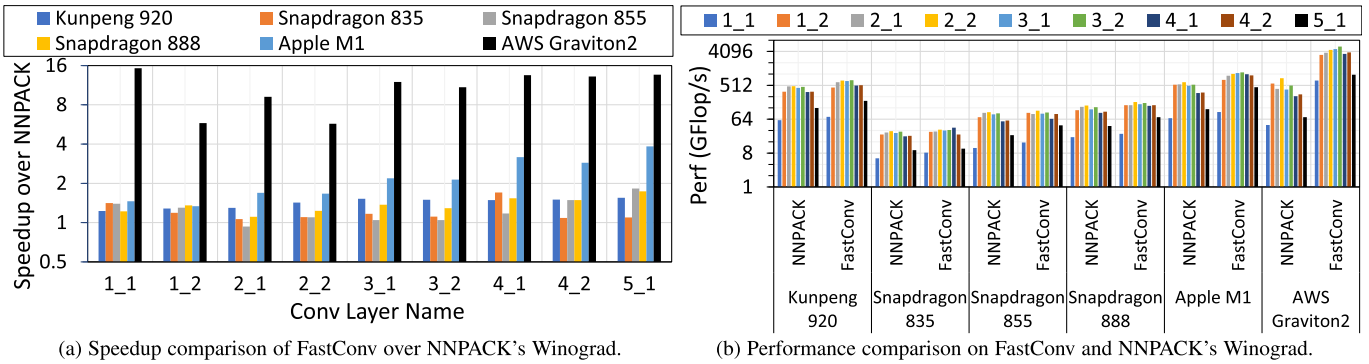 Kunpeng 920 Snapdragon 835 Snapdragon 855
Snapdragon 888 Apple M1 AWS Graviton2
Speedup over NNPACK
16
8
4
2
1
0.5
1_1 1_2 2_1 2_2 3_1 3_2 4_1 4_2 5_1
Conv Layer Name
(a) Speedup comparison of FastConv over NNPACK's Winograd.
1_1 1_2 2_1 2_2 3_1 3_2 4_1 4_2 5_1
Perf (GFlop/s)
4096
512
64
8
1
NNPACK FastConv NNPACK FastConv NNPACK FastConv NNPACK FastConv NNPACK FastConv NNPACK FastConv
Kunpeng Snapdragon Snapdragon Snapdragon Apple M1 AWS
920 835 855 888 Graviton2
(b) Performance comparison on FastConv and NNPACK's Winograd.